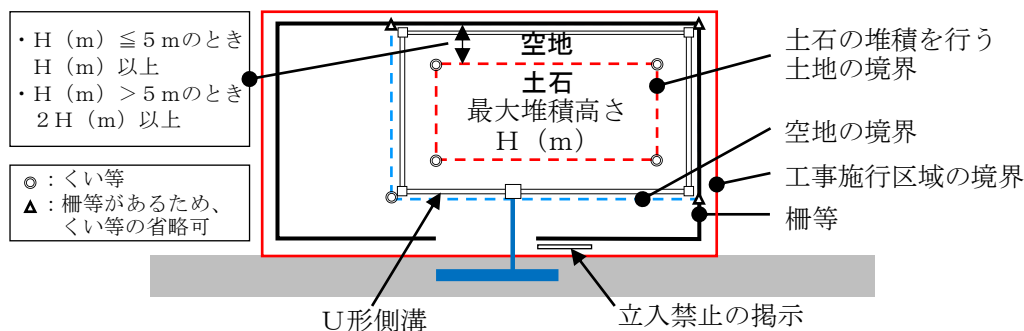 ・H（m）≦５ｍのとき
H（m）以上
・H（m）＞５ｍのとき
２H（m）以上
◎：くい等
△：柵等があるため、
くい等の省略可
空地
土石
最大堆積高さ
H（m）
土石の堆積を行う
土地の境界
空地の境界
工事施行区域の境界
柵等
U形側溝
立入禁止の掲示